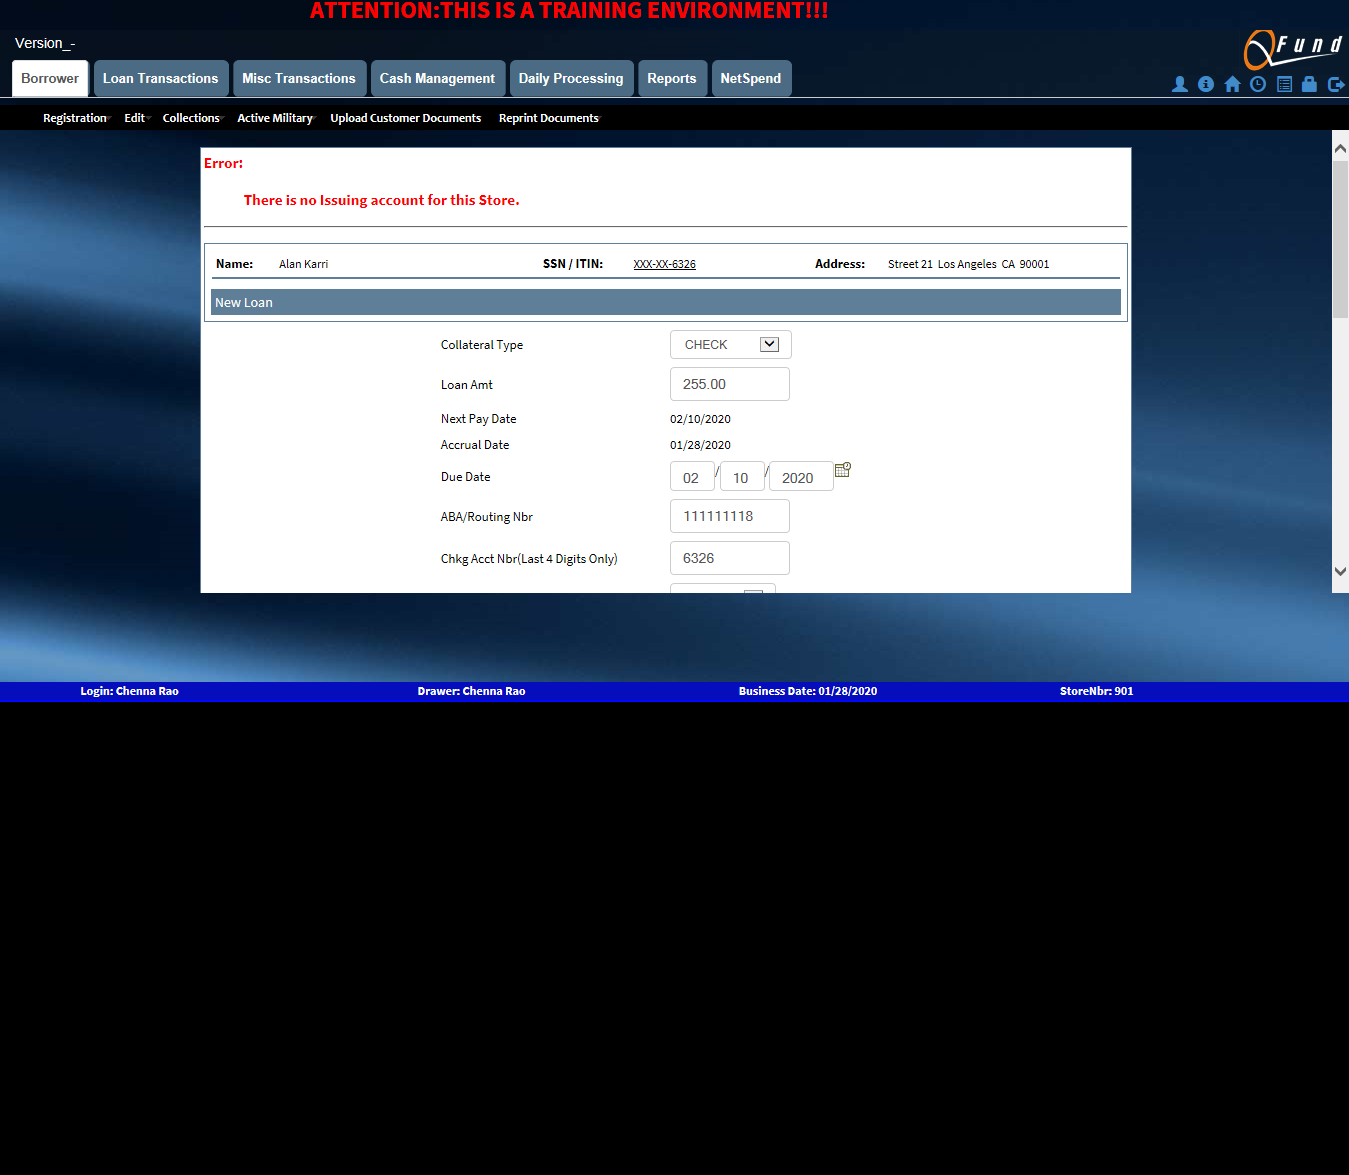 ATTENTION:THIS IS A TRAINING ENVIRONMENT!!!
Version_-
QFund
Borrower Loan Transactions Misc Transactions Cash Management Daily Processing Reports NetSpend
Registration Edit Collections Active Military Upload Customer Documents Reprint Documents
Error:
There is no Issuing account for this Store.
Name: Alan Karri SSN / ITIN: XXX-XX-6326 Address: Street 21 Los Angeles CA 90001
New Loan
Collateral Type CHECK
Loan Amt 255.00
Next Pay Date 02/10/2020
Accrual Date 01/28/2020
Due Date 02 / 10 / 2020
ABA/Routing Nbr 111111118
Chkg Acct Nbr(Last 4 Digits Only) 6326
Login: Chenna Rao Drawer: Chenna Rao Business Date: 01/28/2020 StoreNbr: 901